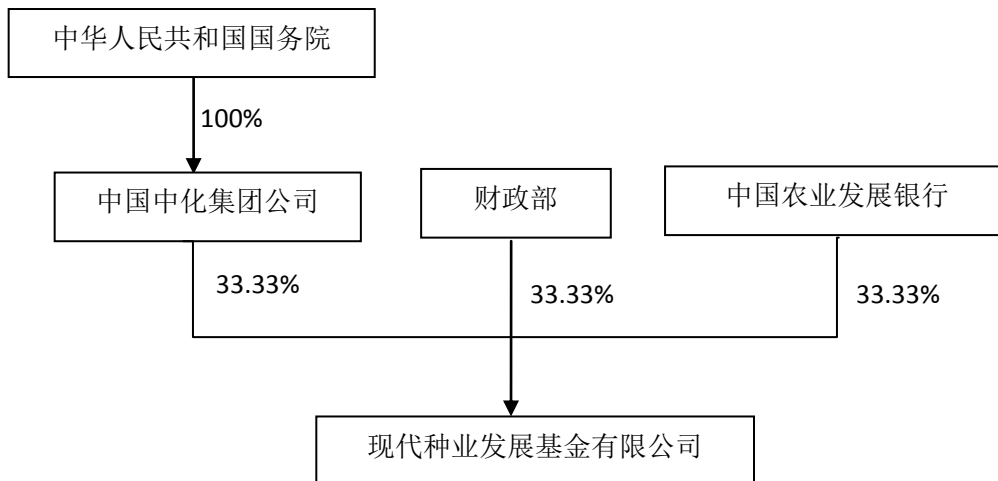 中华人民共和国国务院
100%
中国中化集团公司
财政部
中国农业发展银行
33.33%
33.33%
33.33%
现代种业发展基金有限公司